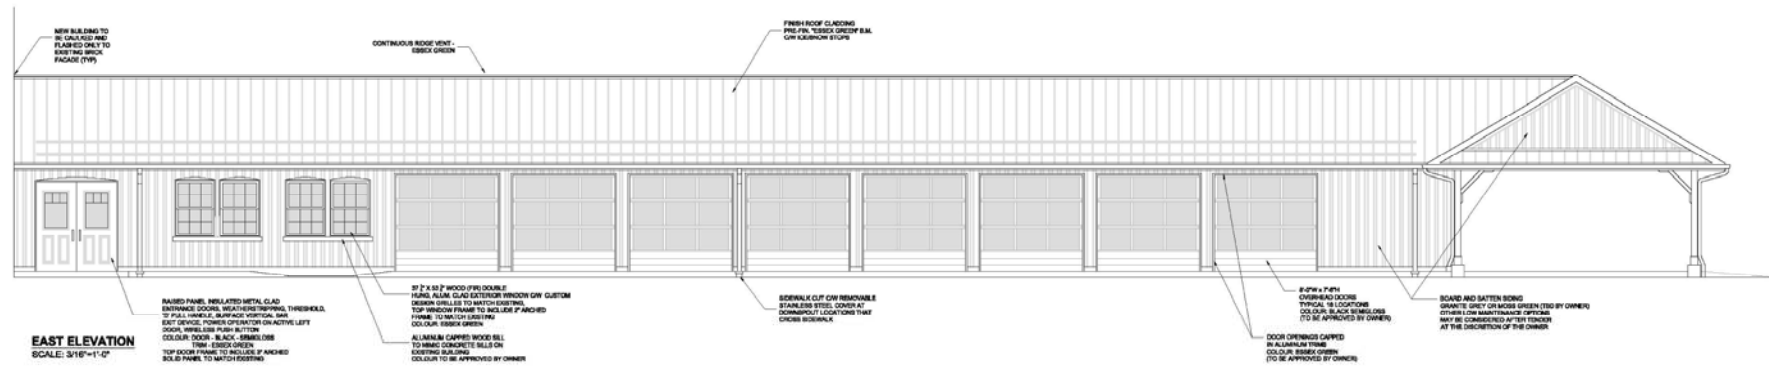 NEW BUILDING TO
BE CAULKED AND
FLASHED ONLY TO
EXISTING BRICK
FACADE (TYP)
CONTINUOUS RIDGE VENT -
ESSEX GREEN
FINISH ROOF CLADDING
PRE-FIN. "ESSEX GREEN" B.M.
C/W ICE/SNOW STOPS
RAISED PANEL INSULATED METAL CLAD
ENTRANCE DOORS, WEATHERSTRIPPING, THRESHOLD,
'D' PULL HANDLE, SURFACE VERTICAL BAR
EXIT DEVICE, POWER OPERATOR ON ACTIVE LEFT
DOOR, WIRELESS PUSH BUTTON
COLOUR: DOOR - BLACK - SEMIGLOSS
TRIM - ESSEX GREEN
TOP DOOR FRAME TO INCLUDE 2" ARCHED
SOLID PANEL TO MATCH EXISTING
WOOD (FIR) DOUBLE
HUNG, ALUM. CLAD EXTERIOR WINDOW C/W CUSTOM
DESIGN GRILLES TO MATCH EXISTING,
TOP WINDOW FRAME TO INCLUDE 2" ARCHED
FRAME TO MATCH EXISTING
COLOUR: ESSEX GREEN
ALUMINUM CAPPED WOOD SILL
TO MIMIC CONCRETE SILLS ON
EXISTING BUILDING
COLOUR TO BE APPROVED BY OWNER
SIDEWALK CUT C/W REMOVABLE
STAINLESS STEEL COVER AT
DOWNSPOUT LOCATIONS THAT
CROSS SIDEWALK
OVERHEAD DOORS
TYPICAL LOCATIONS
COLOUR: BLACK SEMIGLOSS
(TO BE APPROVED BY OWNER)
DOOR OPENINGS CAPPED
IN ALUMINUM TRIMS
COLOUR: ESSEX GREEN
(TO BE APPROVED BY OWNER)
BOARD AND BATTEN SIDING
GRANITE GREY OR MOSS GREEN (TBD BY OWNER)
OTHER LOW MAINTENANCE OPTIONS
MAY BE CONSIDERED AFTER TENDER
AT THE DISCRETION OF THE OWNER
EAST ELEVATION
SCALE: 3/16"=1'-0"